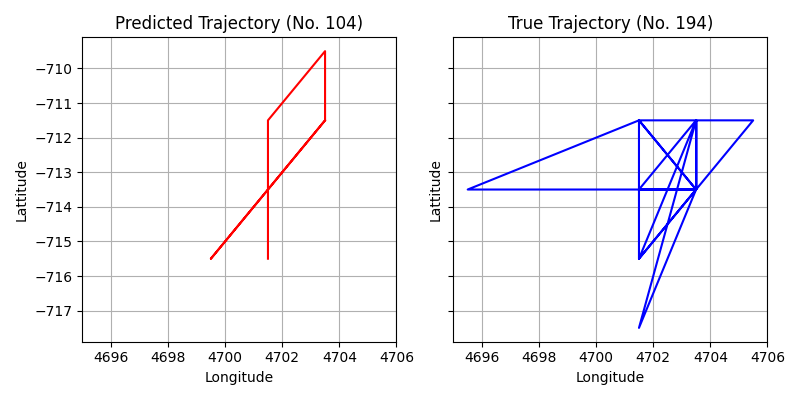 Predicted Trajectory (No. 104)
True Trajectory (No. 194)
Lattitude
−710
−711
−712
−713
−714
−715
−716
−717
4696 4698 4700 4702 4704 4706
Longitude
Lattitude
4696 4698 4700 4702 4704 4706
Longitude